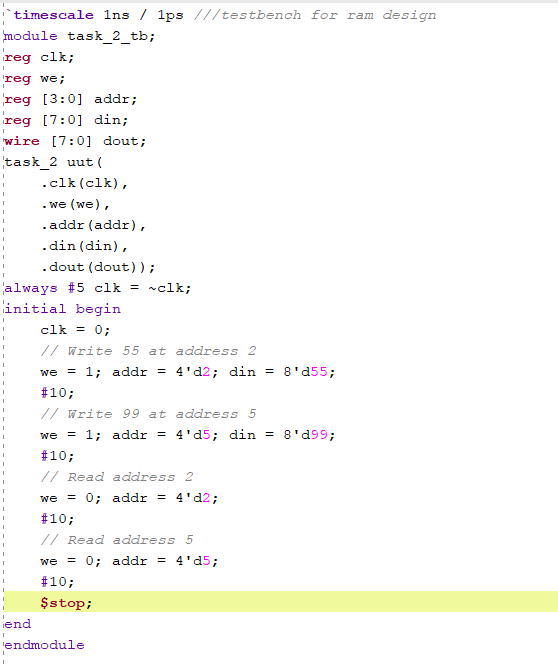 `timescale 1ns / 1ps ///testbench for ram design
module task_2_tb;
reg clk;
reg we;
reg [3:0] addr;
reg [7:0] din;
wire [7:0] dout;
task_2 uut(
    .clk(clk),
    .we(we),
    .addr(addr),
    .din(din),
    .dout(dout));
always #5 clk = ~clk;
initial begin
    clk = 0;
    // Write 55 at address 2
    we = 1; addr = 4'd2; din = 8'd55;
    #10;
    // Write 99 at address 5
    we = 1; addr = 4'd5; din = 8'd99;
    #10;
    // Read address 2
    we = 0; addr = 4'd2;
    #10;
    // Read address 5
    we = 0; addr = 4'd5;
    #10;
    $stop;
end
endmodule